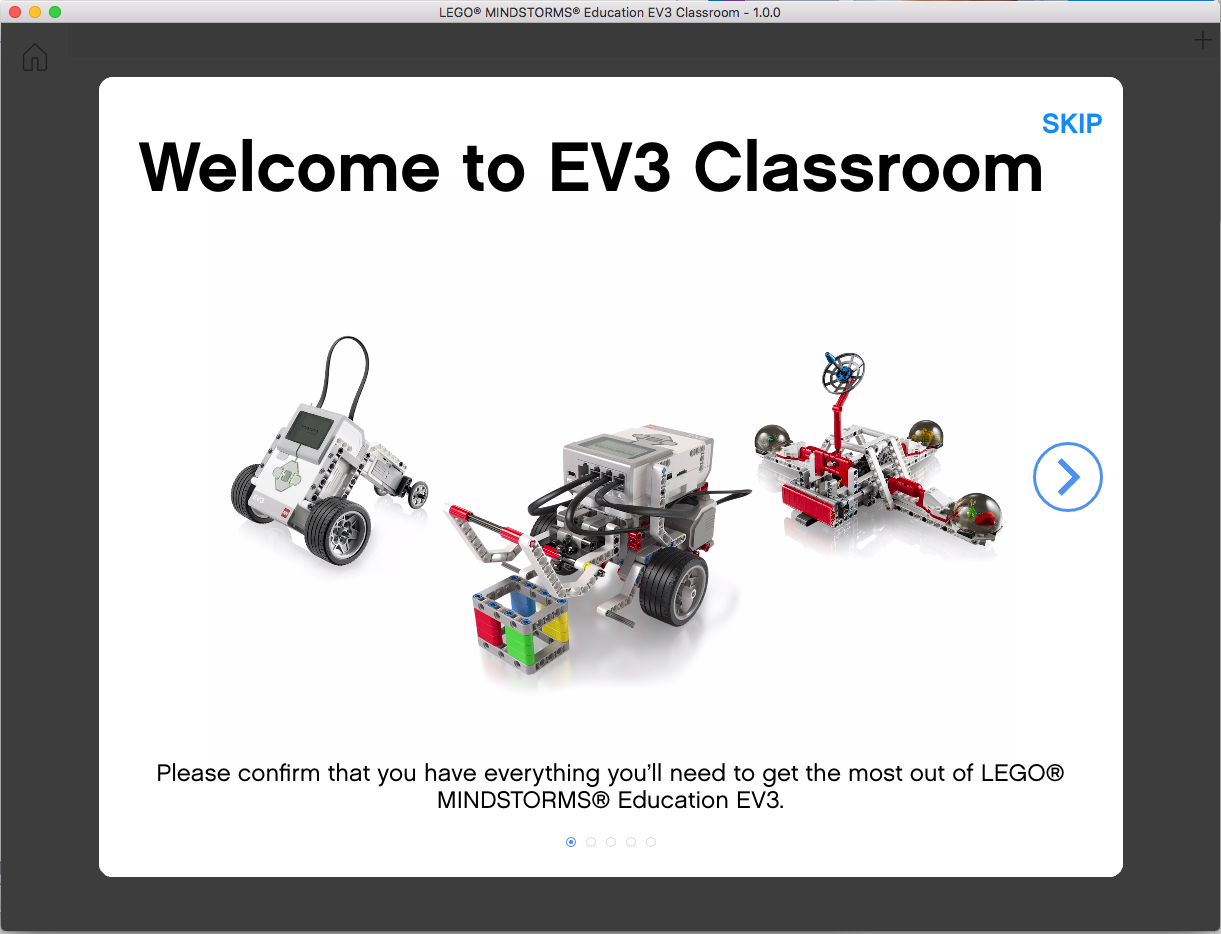 LEGO® MINDSTORMS® Education EV3 Classroom - 1.0.0
SKIP
Welcome to EV3 Classroom
EV3
Please confirm that you have everything you’ll need to get the most out of LEGO®
MINDSTORMS® Education EV3.